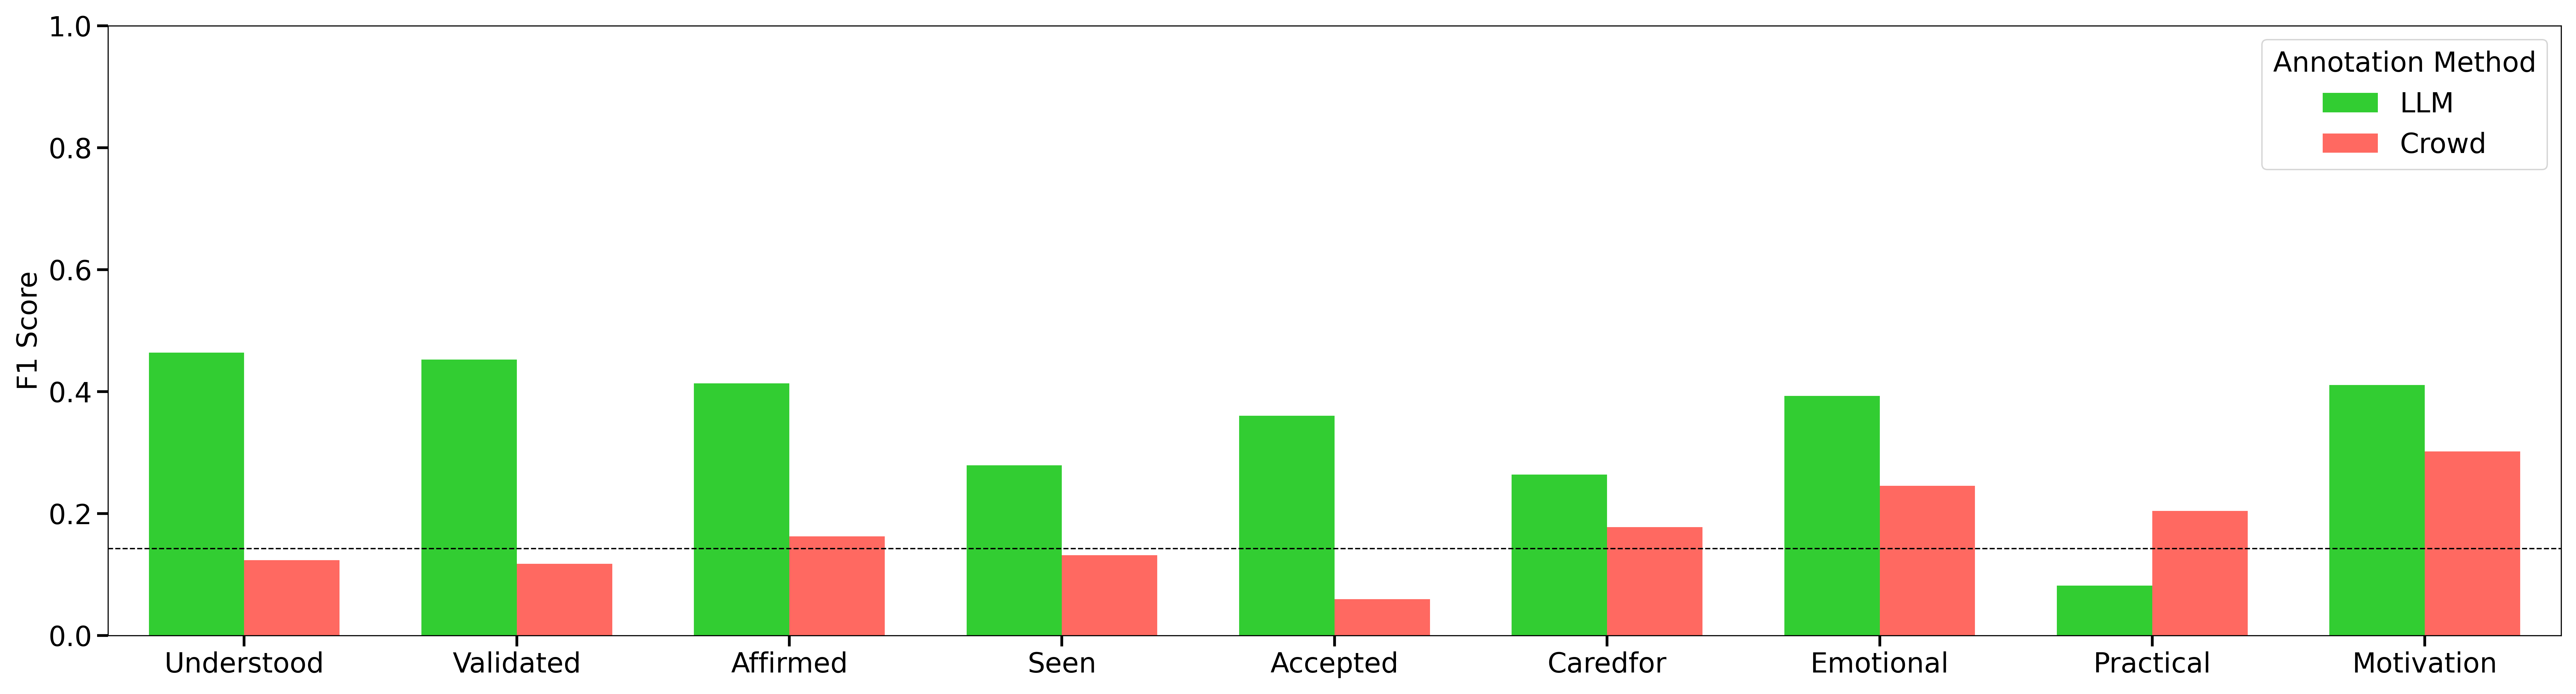 Annotation Method
LLM
Crowd
F1 Score
1.0
0.8
0.6
0.4
0.2
0.0
Understood Validated Affirmed Seen Accepted Caredfor Emotional Practical Motivation